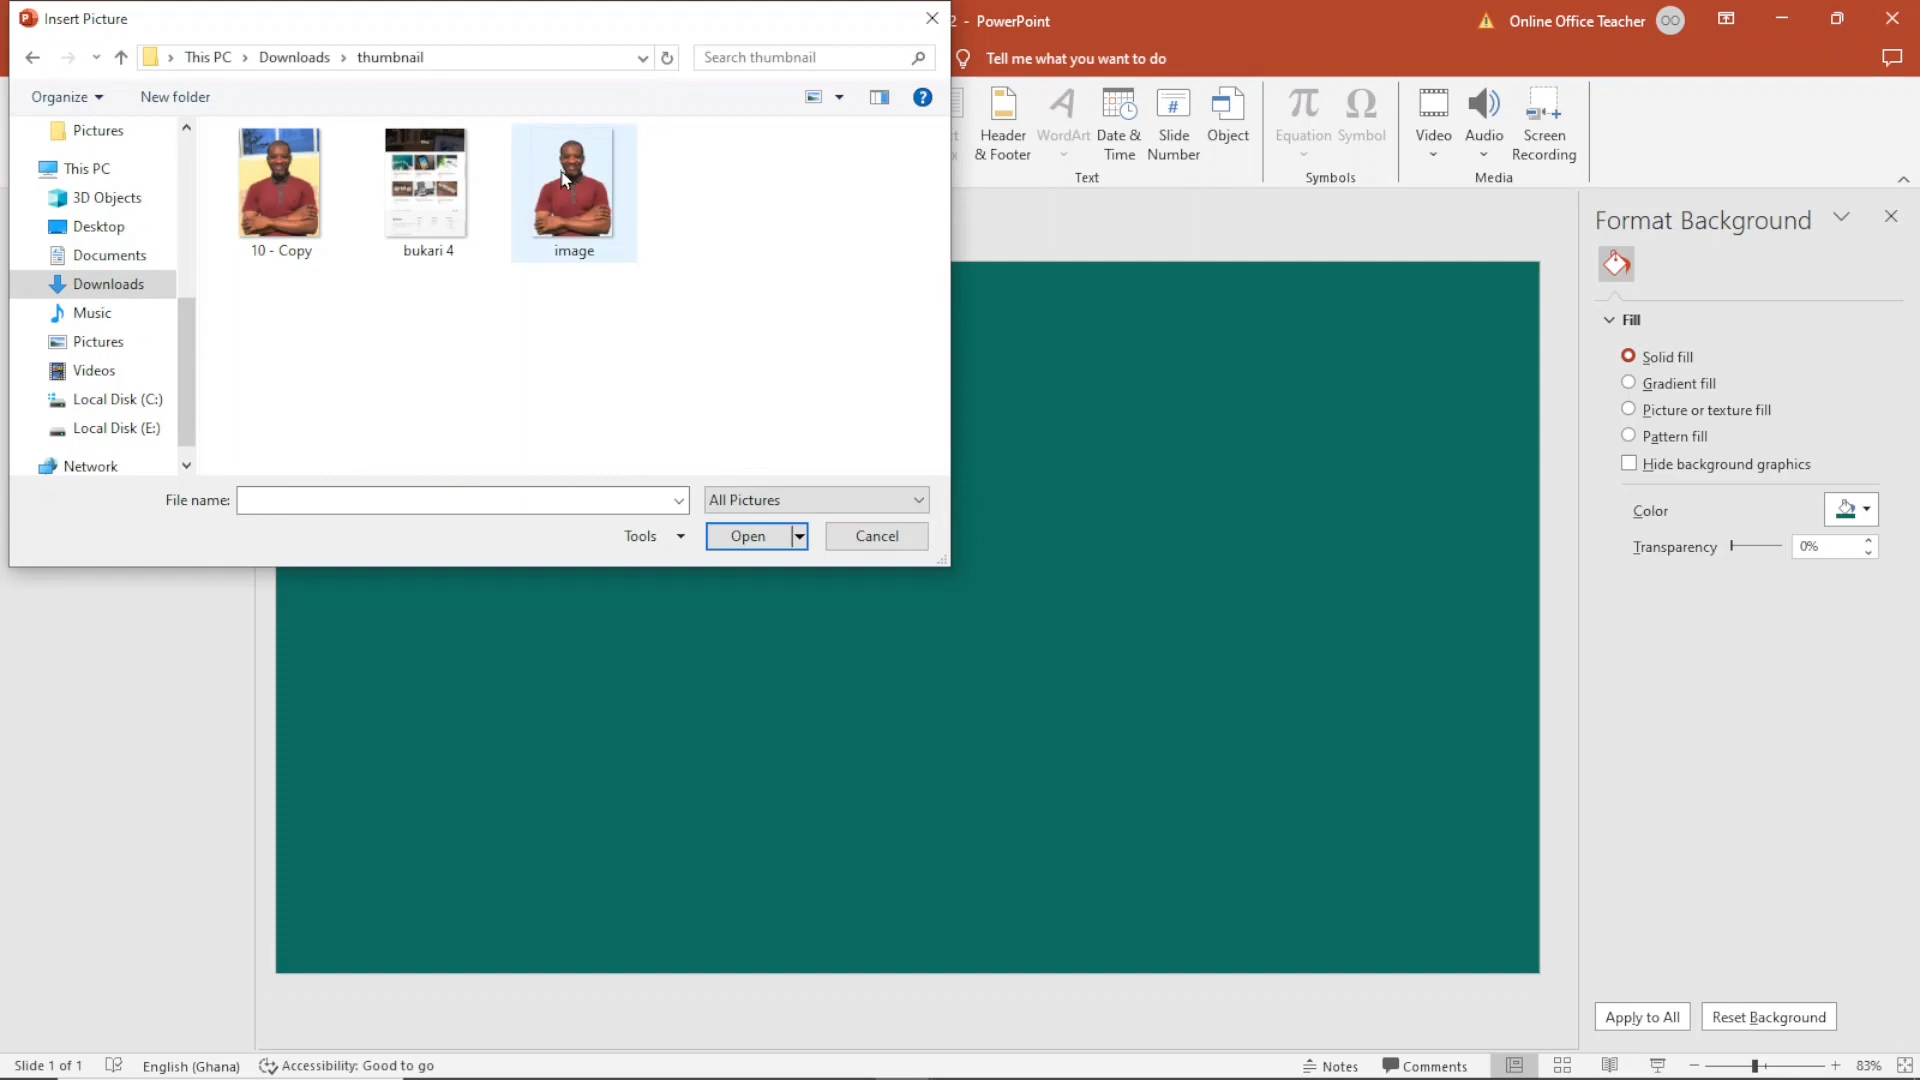 Insert Picture
2 - PowerPoint
Online Office Teacher
OO
This PC > Downloads > thumbnail
Search thumbnail
Tell me what you want to do
Organize
New folder
Header & Footer
WordArt
Date & Time
Slide Number
Object
Text
Equation
Symbol
Symbols
Video
Audio
Screen Recording
Media
Pictures
This PC
3D Objects
Desktop
Documents
Downloads
Music
Pictures
Videos
Local Disk (C:)
Local Disk (E:)
Network
10 - Copy
bukari 4
image
File name:
All Pictures
Tools
Open
Cancel
Format Background
Fill
Solid fill
Gradient fill
Picture or texture fill
Pattern fill
Hide background graphics
Color
Transparency
0%
Apply to All
Reset Background
Slide 1 of 1
English (Ghana)
Accessibility: Good to go
Notes
Comments
83%